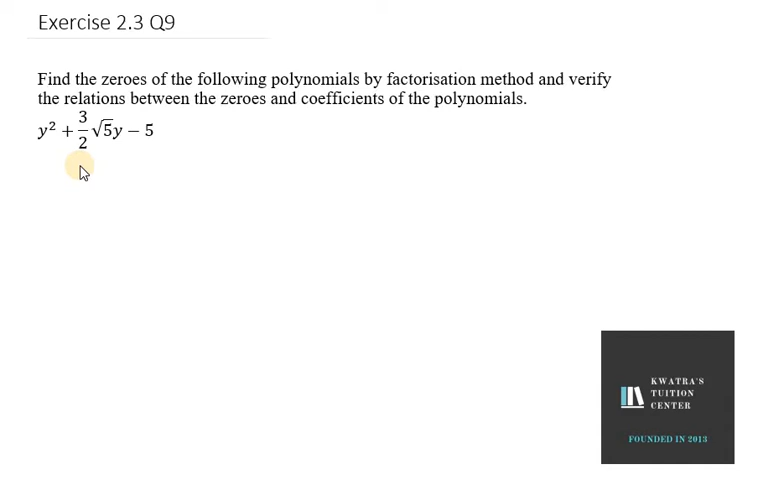 Exercise 2.3 Q9
Find the zeroes of the following polynomials by factorisation method and verify
the relations between the zeroes and coefficients of the polynomials.
y² + 3/2 √5y − 5
KWATRA'S
TUITION
CENTER
FOUNDED IN 2013